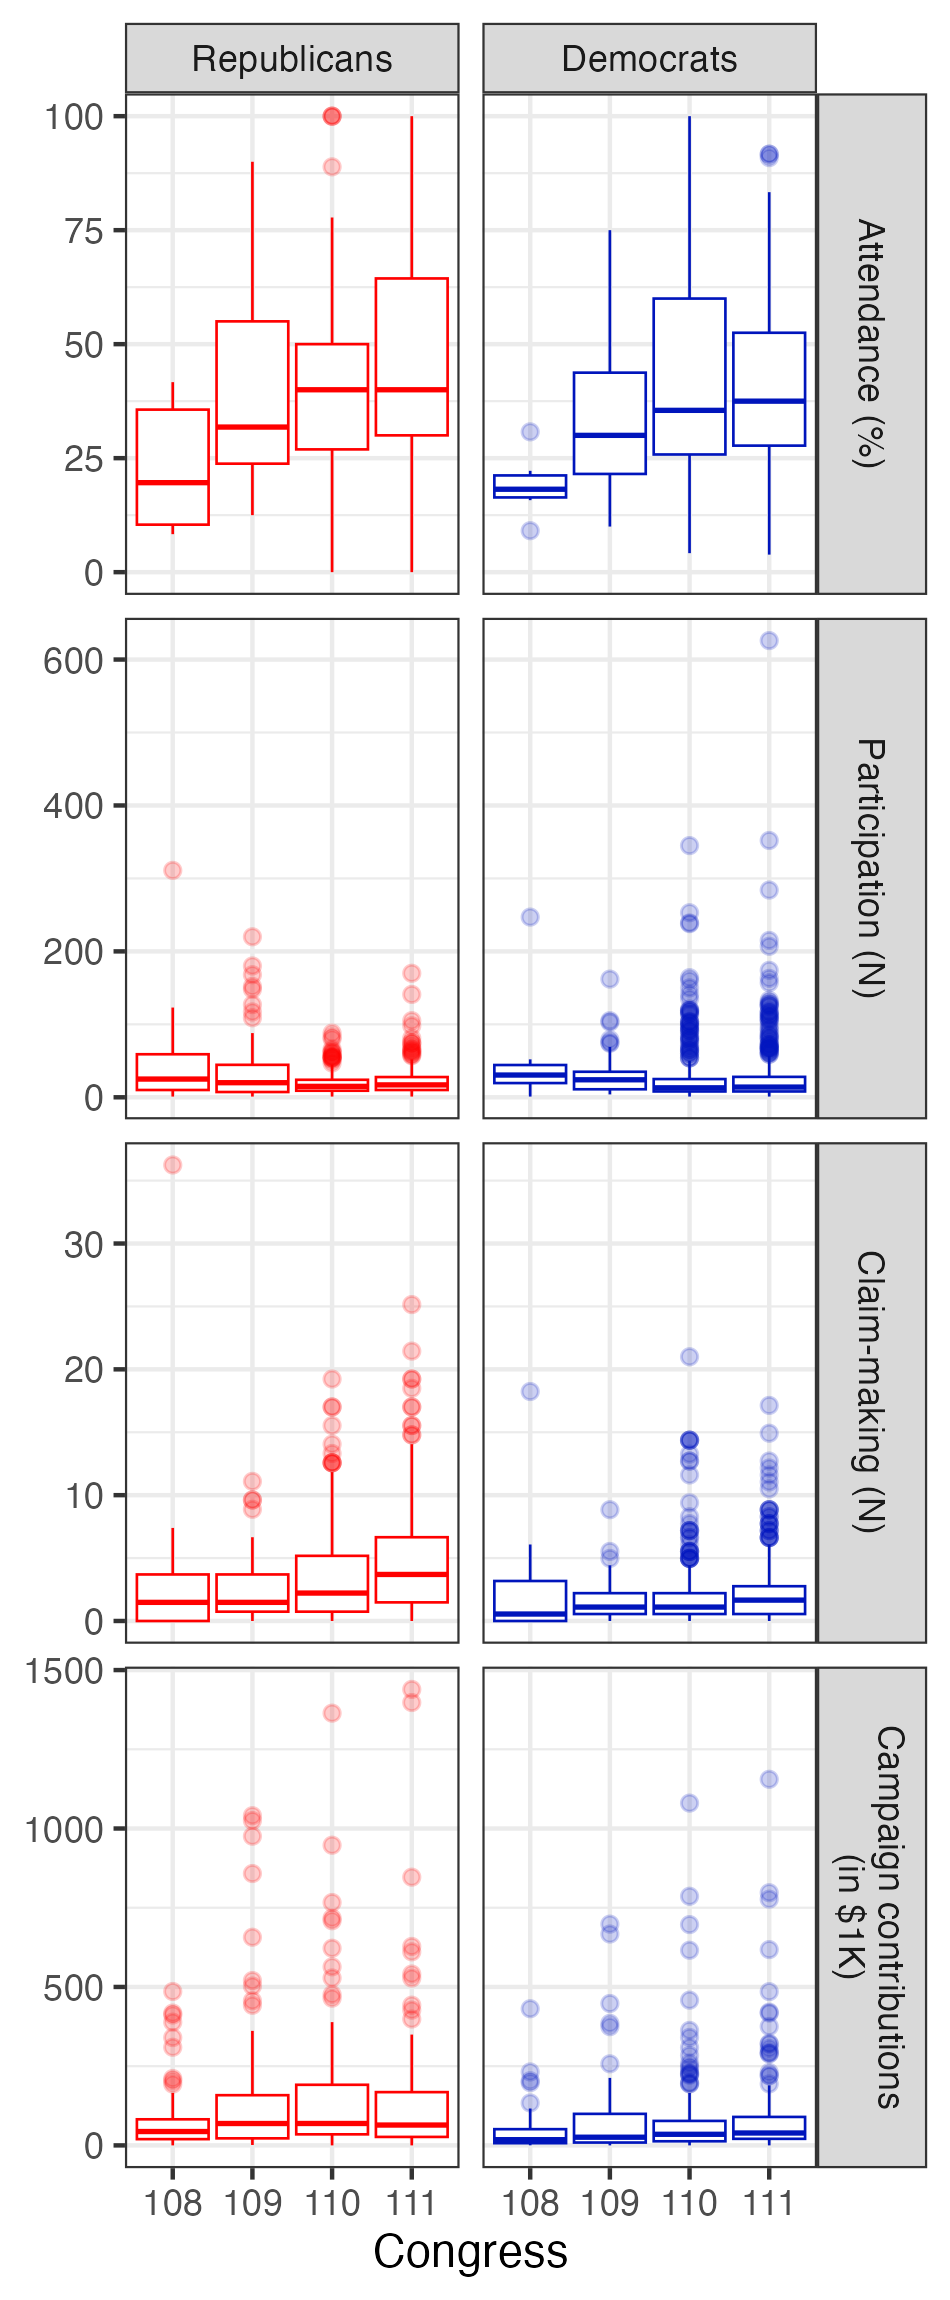 Republicans
Democrats
100
75
50
25
0
Attendance (%)
600
400
200
0
Participation (N)
30
20
10
0
Claim-making (N)
1500
1000
500
0
Campaign contributions
(in $1K)
108 109 110 111
108 109 110 111
Congress